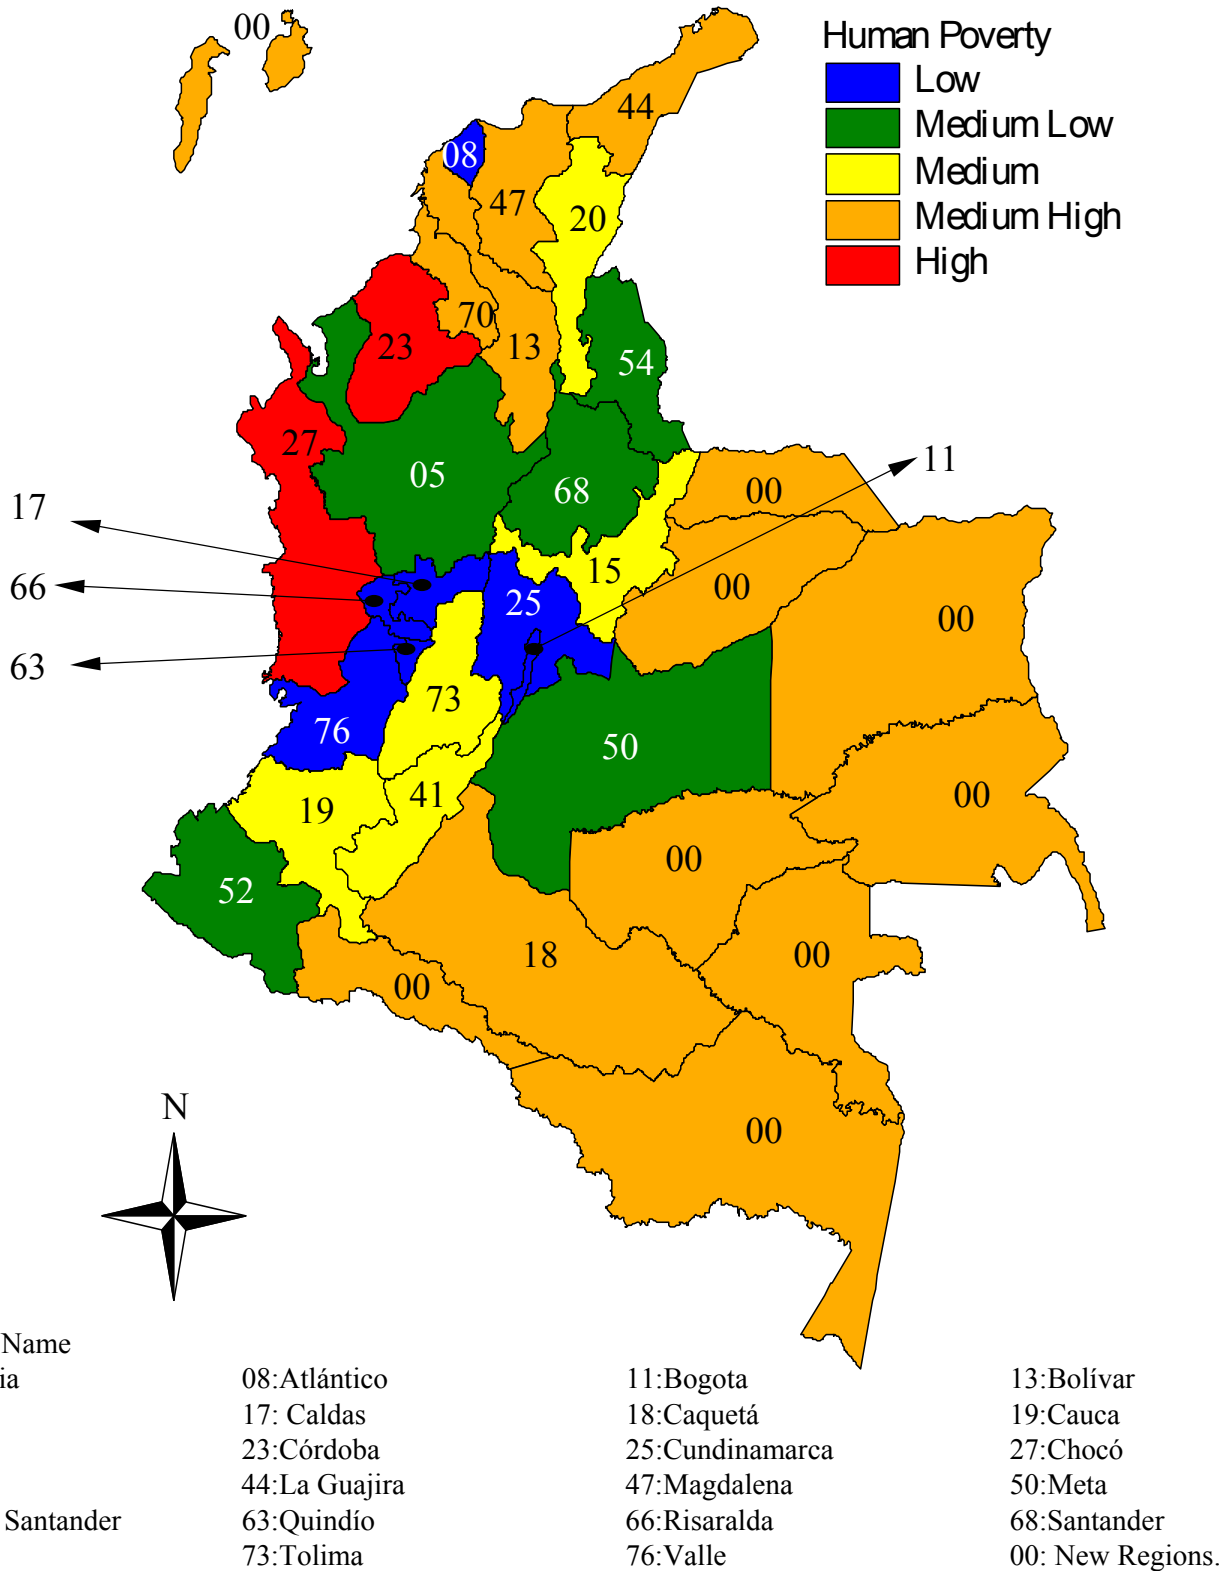 00
Human Poverty
Low
Medium Low
Medium
Medium High
High
44
08
47
20
70
23
13
54
27
05
68
00
11
17
15
00
66
25
00
63
73
76
50
41
19
00
00
52
18
00
00
00
N
Name
ia 08:Atlántico 11:Bogota 13:Bolívar
17: Caldas 18:Caquetá 19:Cauca
23:Córdoba 25:Cundinamarca 27:Chocó
44:La Guajira 47:Magdalena 50:Meta
Santander 63:Quindío 66:Risaralda 68:Santander
73:Tolima 76:Valle 00: New Regions.